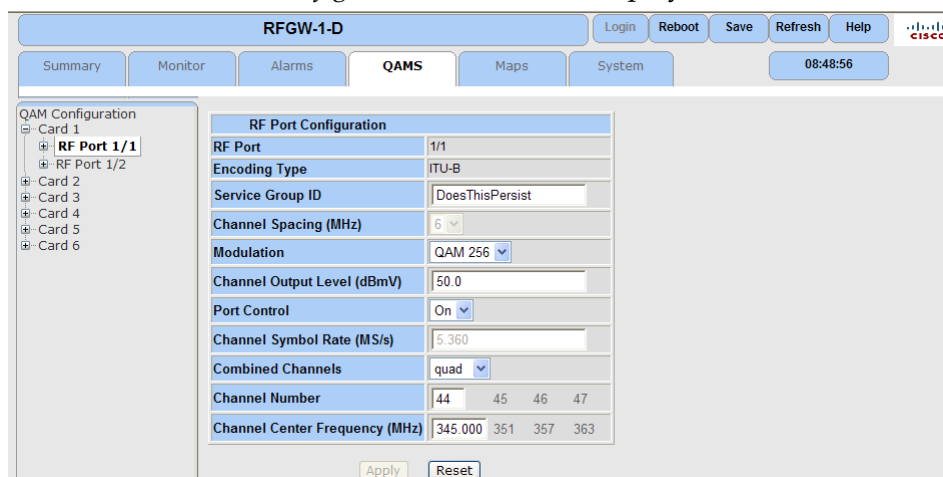 RFGW-1-D
Login Reboot Save Refresh Help
CISCO
Summary Monitor Alarms QAMS Maps System 08:48:56
QAM Configuration
Card 1
RF Port 1/1
RF Port 1/2
Card 2
Card 3
Card 4
Card 5
Card 6
RF Port Configuration
RF Port 1/1
Encoding Type ITU-B
Service Group ID DoesThisPersist
Channel Spacing (MHz) 6
Modulation QAM 256
Channel Output Level (dBmV) 50.0
Port Control On
Channel Symbol Rate (MS/s) 5.360
Combined Channels quad
Channel Number 44 45 46 47
Channel Center Frequency (MHz) 345.000 351 357 363
Apply Reset